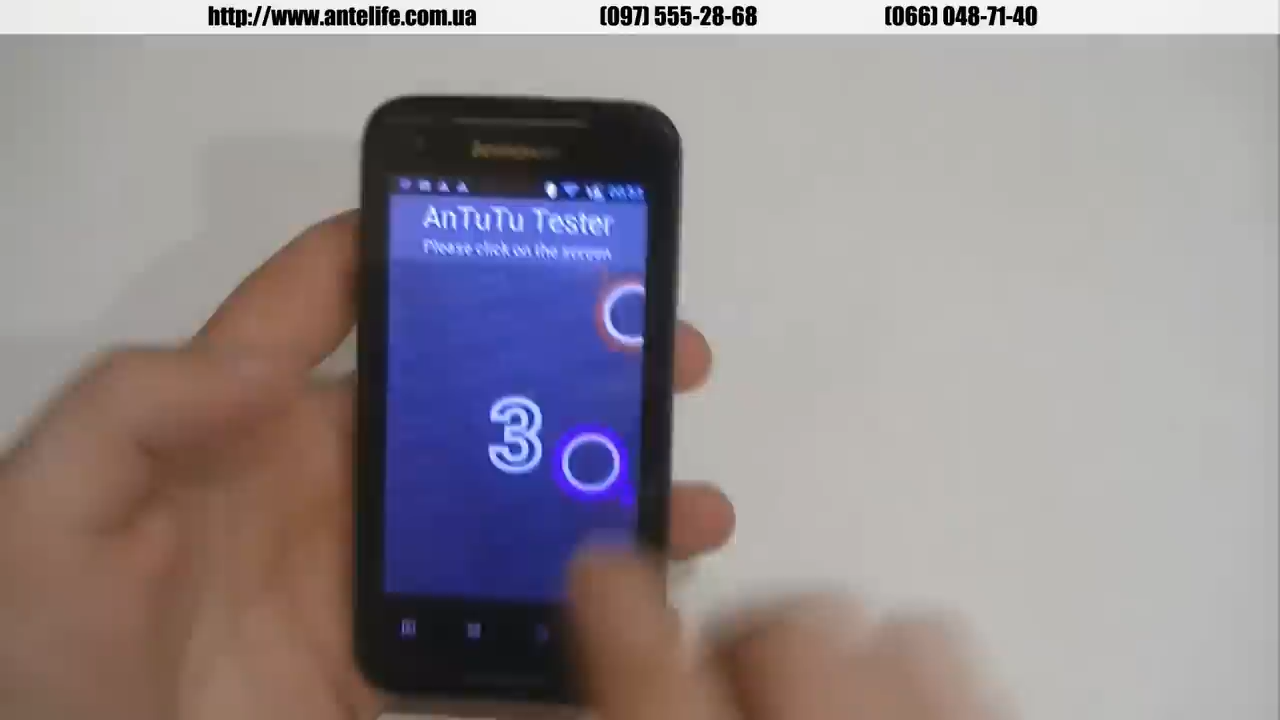 http://www.antelife.com.ua (097) 555-28-68 (066) 048-71-40
lenovo
AnTuTu Tester
Please click on the screen
3